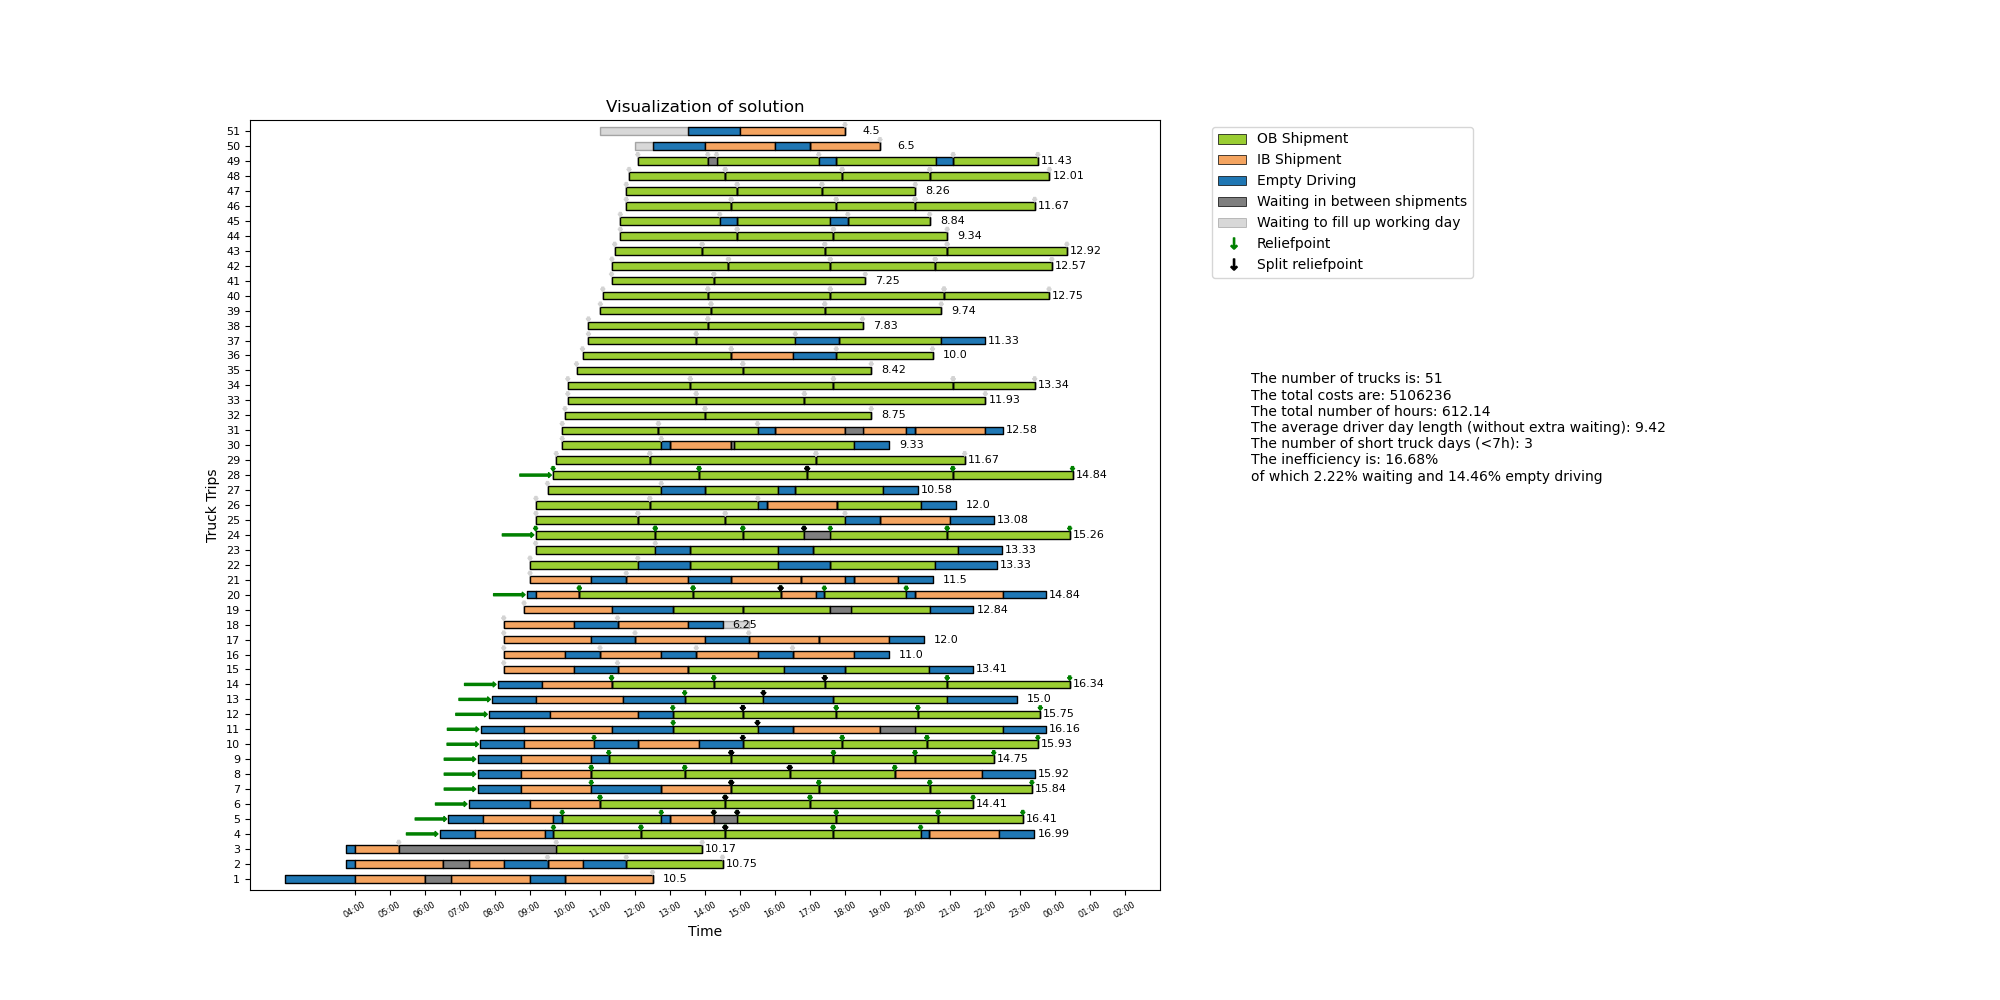 Visualization of solution
51 4.5
50 6.5
49 11.43
48 12.01
47 8.26
46 11.67
45 8.84
44 9.34
43 12.92
42 12.57
41 7.25
40 12.75
39 9.74
38 7.83
37 11.33
36 10.0
35 8.42
34 13.34
33 11.93
32 8.75
31 12.58
30 9.33
29 11.67
28 14.84
27 10.58
26 12.0
25 13.08
24 15.26
23 13.33
22 13.33
21 11.5
20 14.84
19 12.84
18 6.25
17 12.0
16 11.0
15 13.41
14 16.34
13 15.0
12 15.75
11 16.16
10 15.93
9 14.75
8 15.92
7 15.84
6 14.41
5 16.41
4 16.99
3 10.17
2 10.75
1 10.5
Truck Trips
04:00 05:00 06:00 07:00 08:00 09:00 10:00 11:00 12:00 13:00 14:00 15:00 16:00 17:00 18:00 19:00 20:00 21:00 22:00 23:00 00:00 01:00 02:00
Time
OB Shipment
IB Shipment
Empty Driving
Waiting in between shipments
Waiting to fill up working day
Reliefpoint
Split reliefpoint
The number of trucks is: 51
The total costs are: 5106236
The total number of hours: 612.14
The average driver day length (without extra waiting): 9.42
The number of short truck days (<7h): 3
The inefficiency is: 16.68%
of which 2.22% waiting and 14.46% empty driving